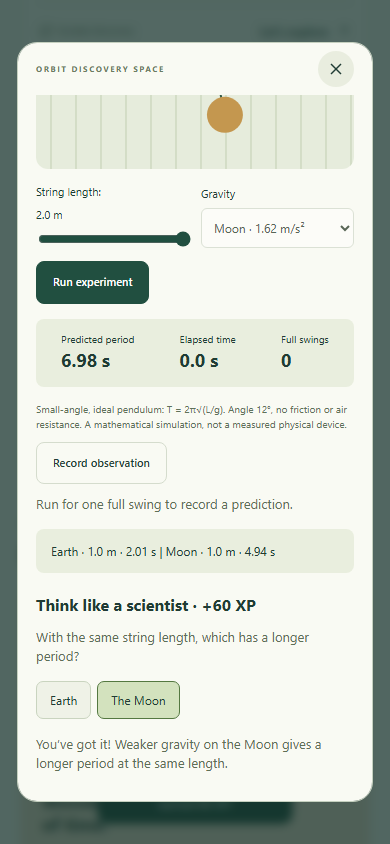 ORBIT DISCOVERY SPACE
String length:
2.0 m
Gravity
Moon · 1.62 m/s²
Run experiment
Predicted period
6.98 s
Elapsed time
0.0 s
Full swings
0
Small-angle, ideal pendulum: T = 2π√(L/g). Angle 12°, no friction or air
resistance. A mathematical simulation, not a measured physical device.
Record observation
Run for one full swing to record a prediction.
Earth · 1.0 m · 2.01 s | Moon · 1.0 m · 4.94 s
Think like a scientist · +60 XP
With the same string length, which has a longer
period?
Earth
The Moon
You've got it! Weaker gravity on the Moon gives a
longer period at the same length.